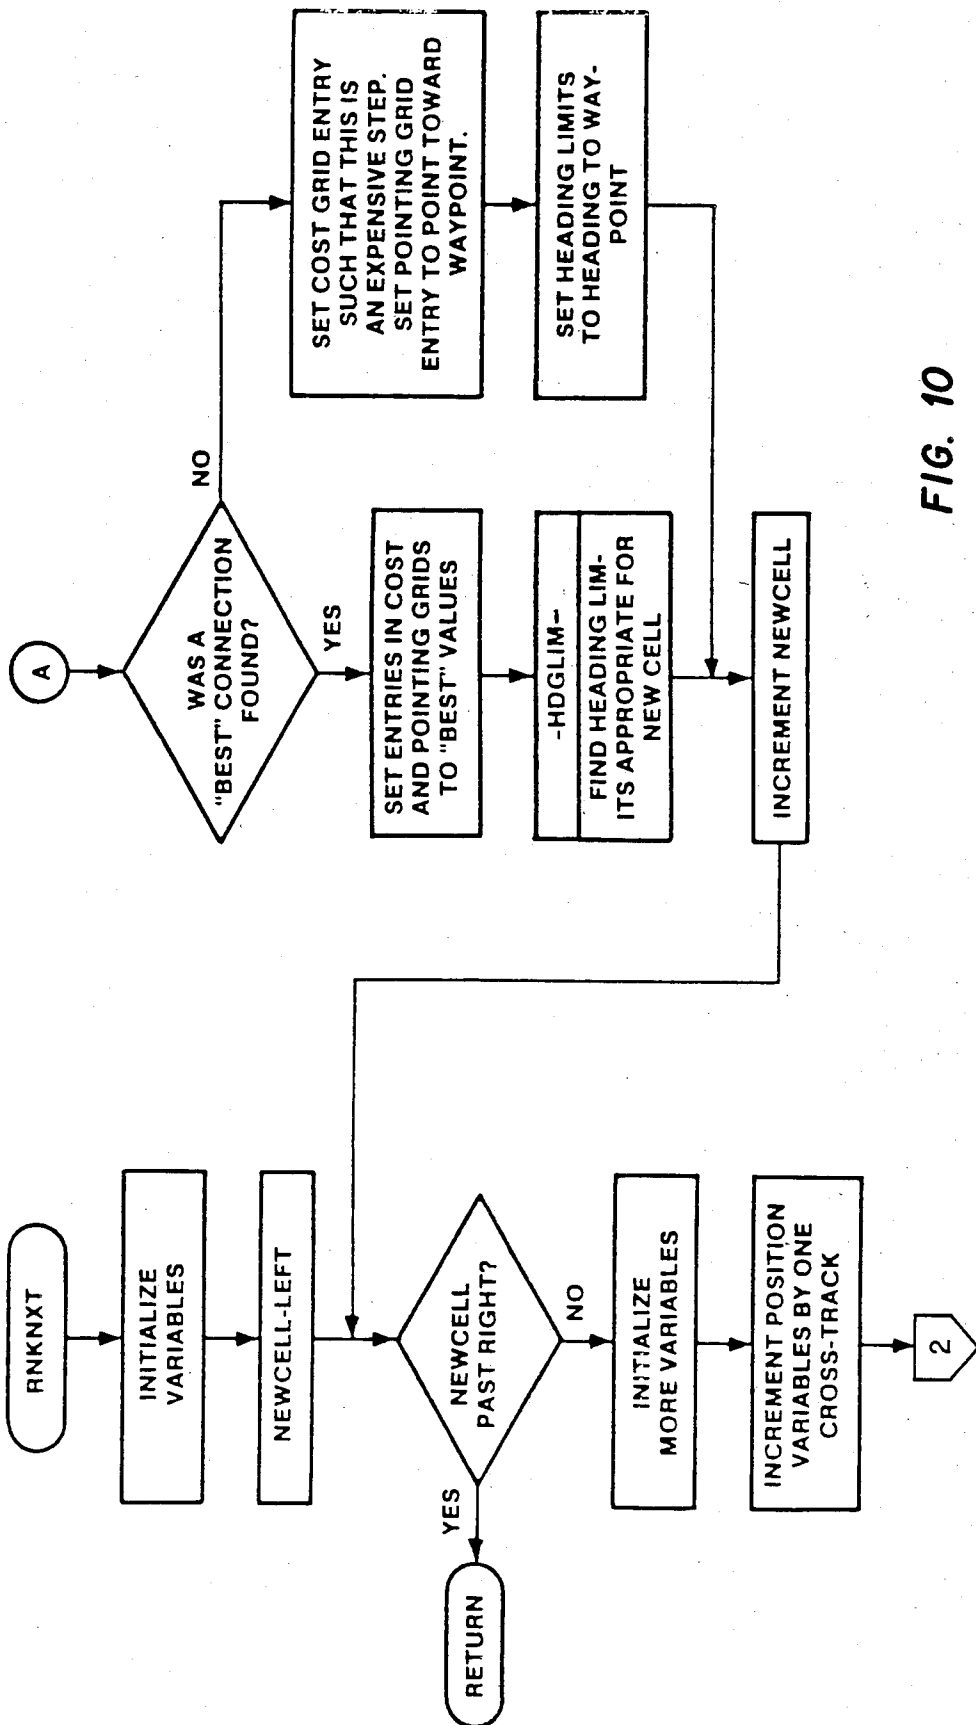 RNKNXT
INITIALIZE
VARIABLES
NEWCELL-LEFT
NEWCELL
PAST RIGHT?
YES
RETURN
NO
INITIALIZE
MORE VARIABLES
INCREMENT POSITION
VARIABLES BY ONE
CROSS-TRACK
2
A
WAS A
"BEST" CONNECTION
FOUND?
NO
YES
SET ENTRIES IN COST
AND POINTING GRIDS
TO "BEST" VALUES
-HDGLIM-
FIND HEADING LIM-
ITS APPROPRIATE FOR
NEW CELL
INCREMENT NEWCELL
SET COST GRID ENTRY
SUCH THAT THIS IS
AN EXPENSIVE STEP.
SET POINTING GRID
ENTRY TO POINT TOWARD
WAYPOINT.
SET HEADING LIMITS
TO HEADING TO WAY-
POINT
FIG. 10